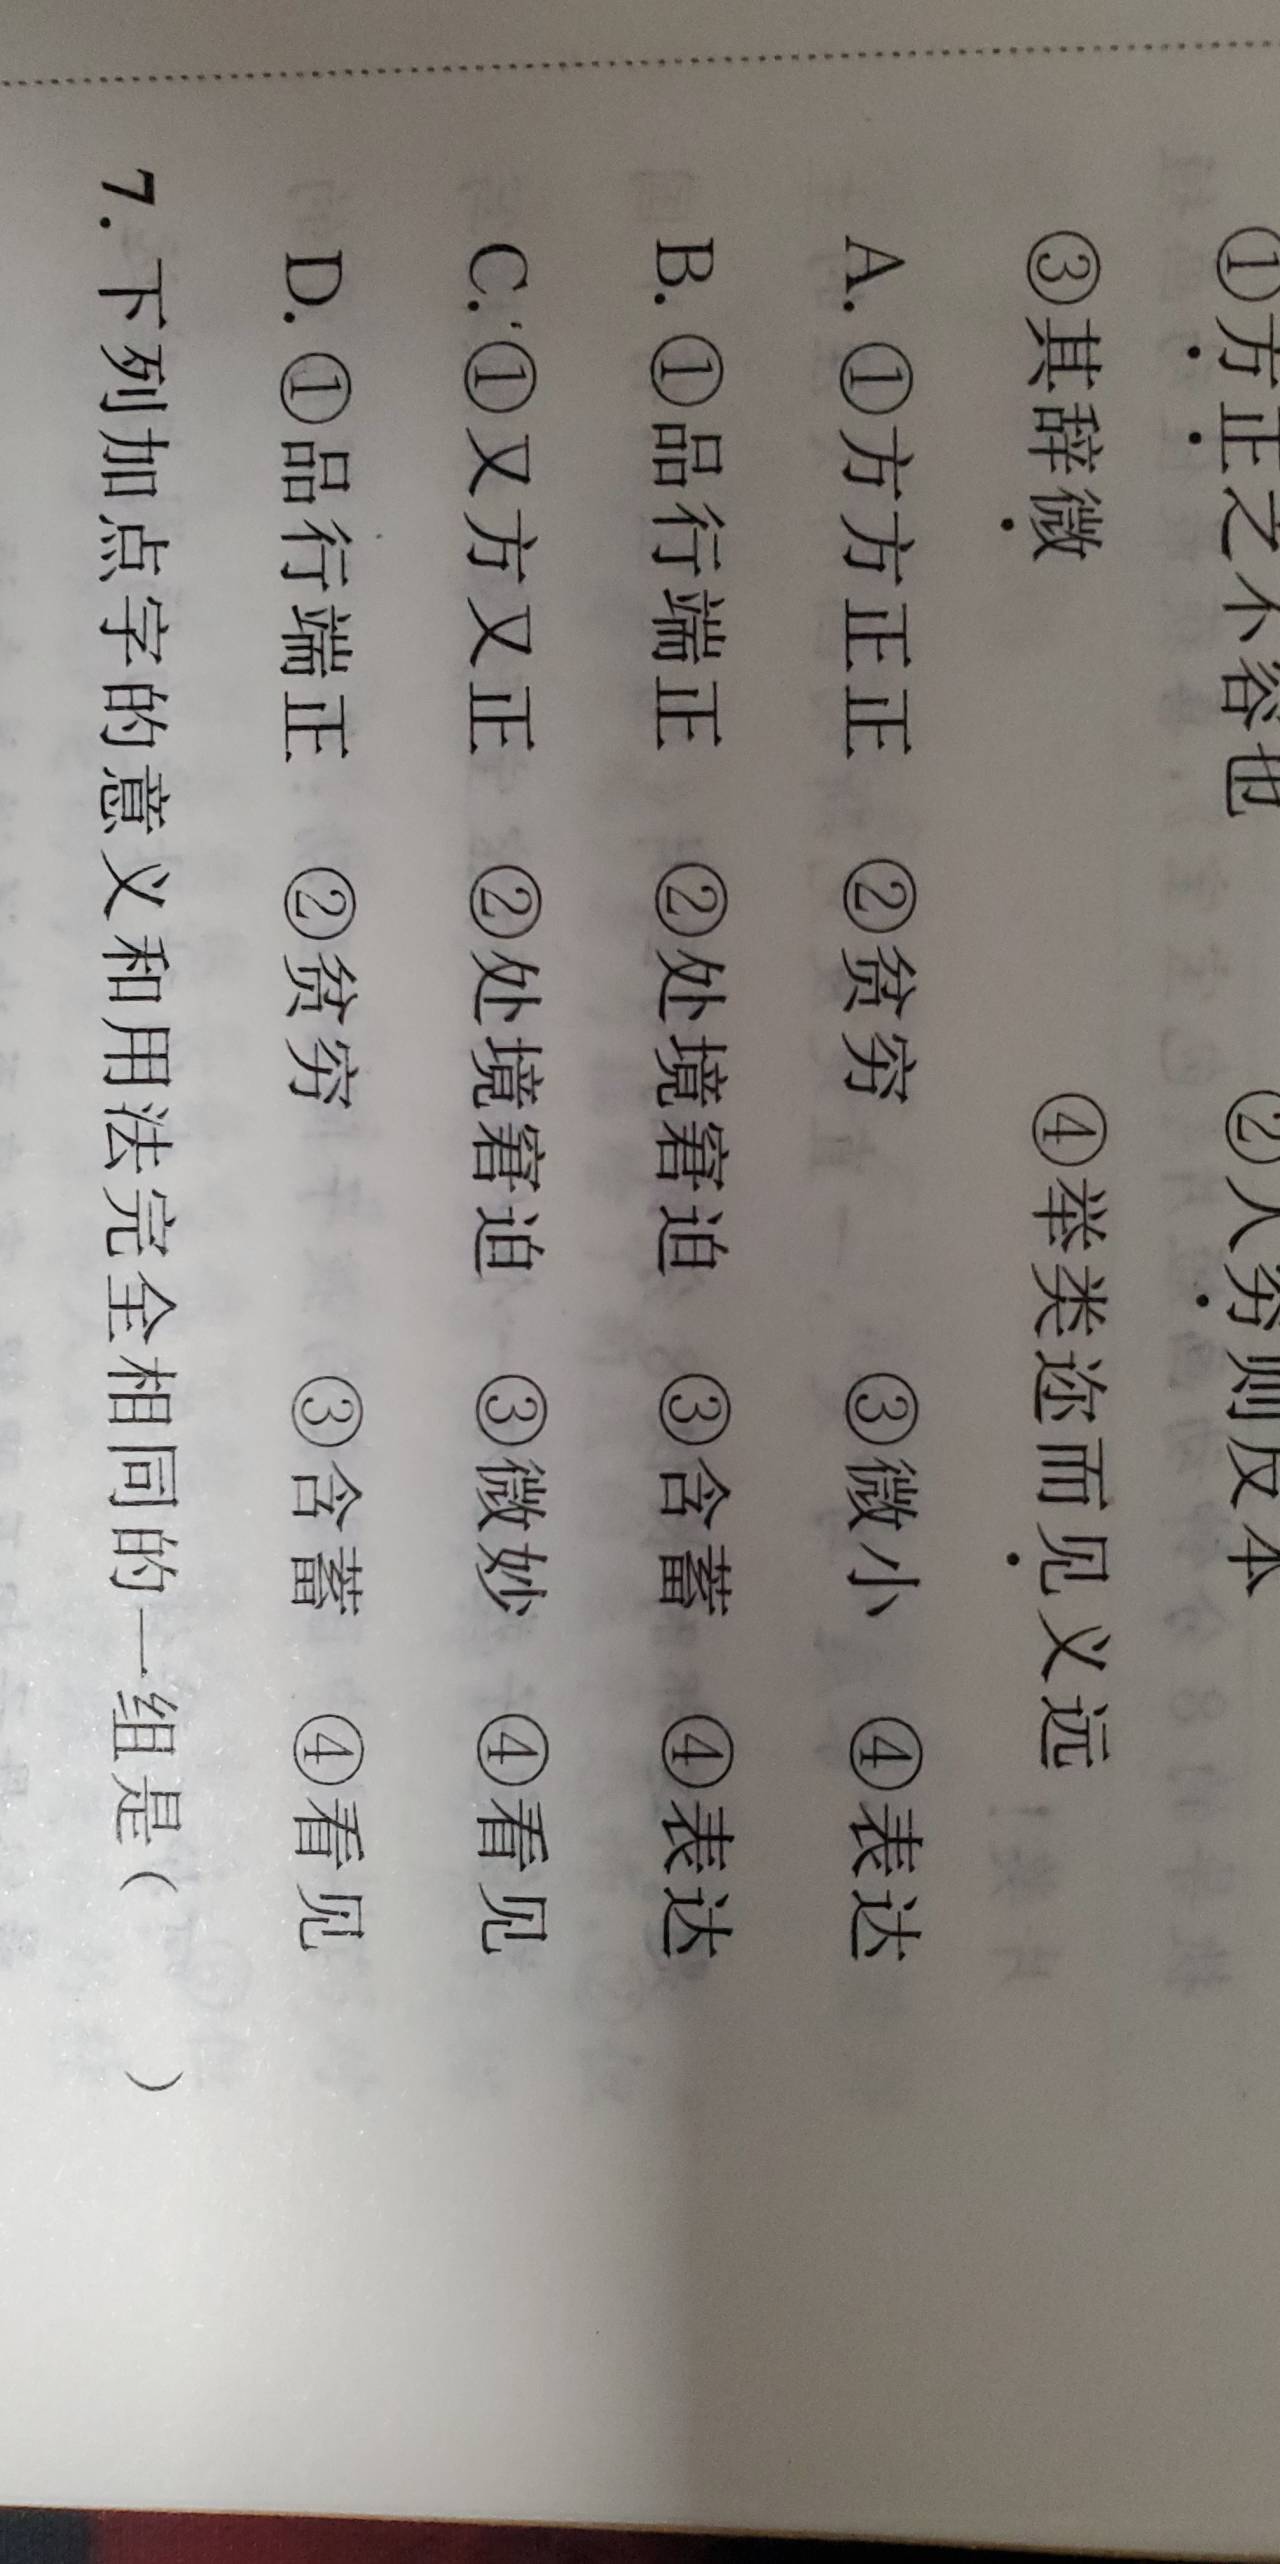 ①方正之不容也 ②人穷则反本
③其辞微 ④举类迩而见义远
A. ①方方正正 ②贫穷 ③微小 ④表达
B. ①品行端正 ②处境窘迫 ③含蓄 ④表达
C. ①又方又正 ②处境窘迫 ③微妙 ④看见
D. ①品行端正 ②贫穷 ③含蓄 ④看见
7. 下列加点字的意义和用法完全相同的一组是（ ）